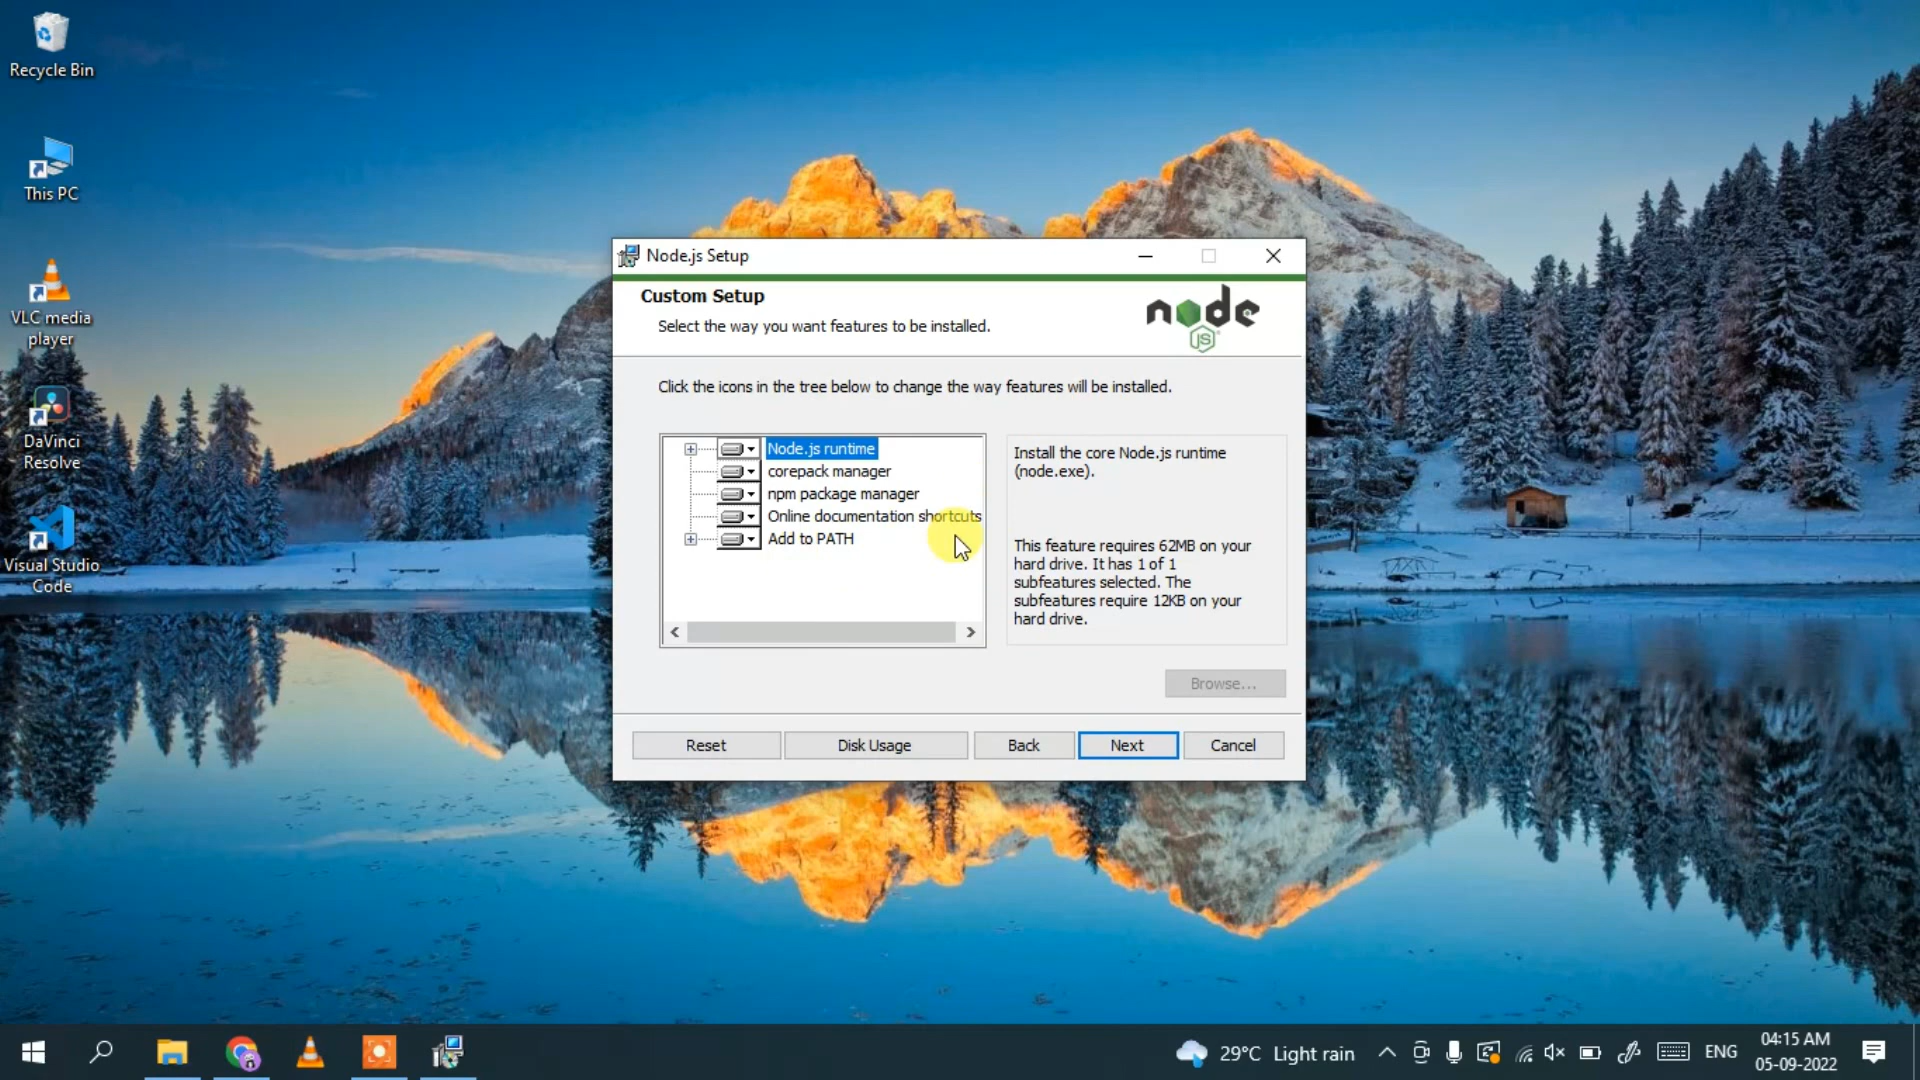 Recycle Bin
This PC
VLC media
player
DaVinci
Resolve
Visual Studio
Code
Node.js Setup
Custom Setup
Select the way you want features to be installed.
node
JS
Click the icons in the tree below to change the way features will be installed.
Node.js runtime
corepack manager
npm package manager
Online documentation shortcuts
Add to PATH
Install the core Node.js runtime
(node.exe).
This feature requires 62MB on your
hard drive. It has 1 of 1
subfeatures selected. The
subfeatures require 12KB on your
hard drive.
Browse...
Reset
Disk Usage
Back
Next
Cancel
29°C Light rain
ENG
04:15 AM
05-09-2022